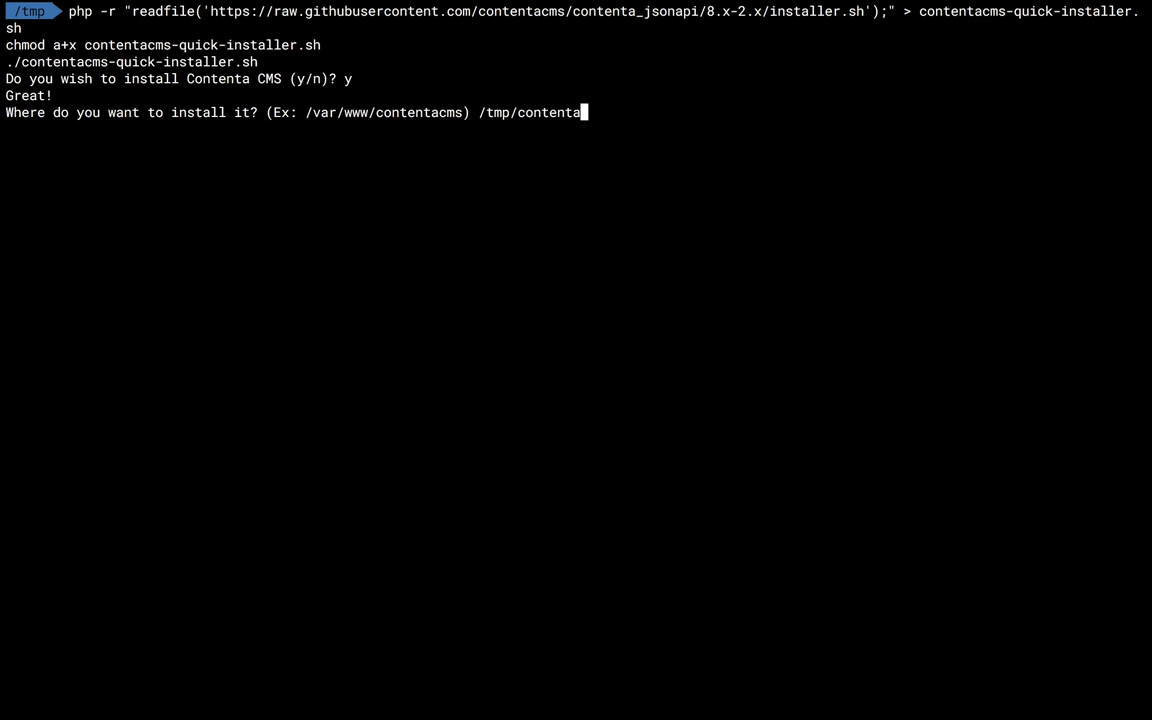 /tmp php -r "readfile('https://raw.githubusercontent.com/contentacms/contenta_jsonapi/8.x-2.x/installer.sh');" > contentacms-quick-installer.
sh
chmod a+x contentacms-quick-installer.sh
./contentacms-quick-installer.sh
Do you wish to install Contenta CMS (y/n)? y
Great!
Where do you want to install it? (Ex: /var/www/contentacms) /tmp/contenta